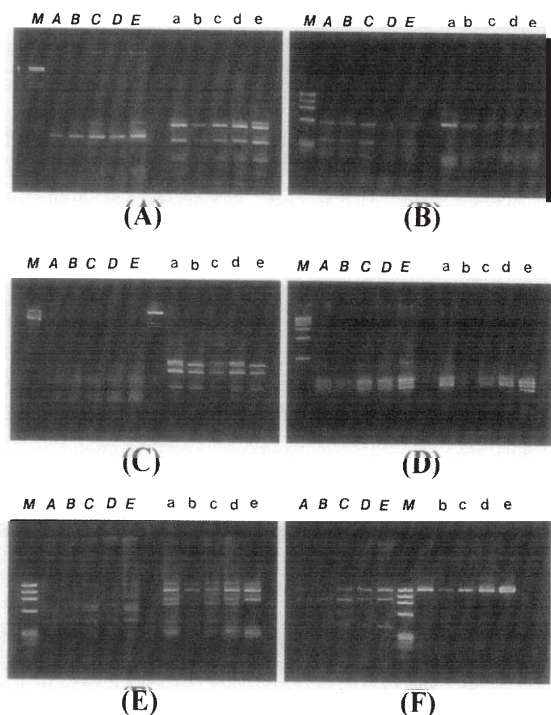 M A B C D E a b c d e M A B C D E a b c d e
(A) (B)
M A B C D E a b c d e M A B C D E a b c d e
(C) (D)
M A B C D E a b c d e A B C D E M b c d e
(E) (F)